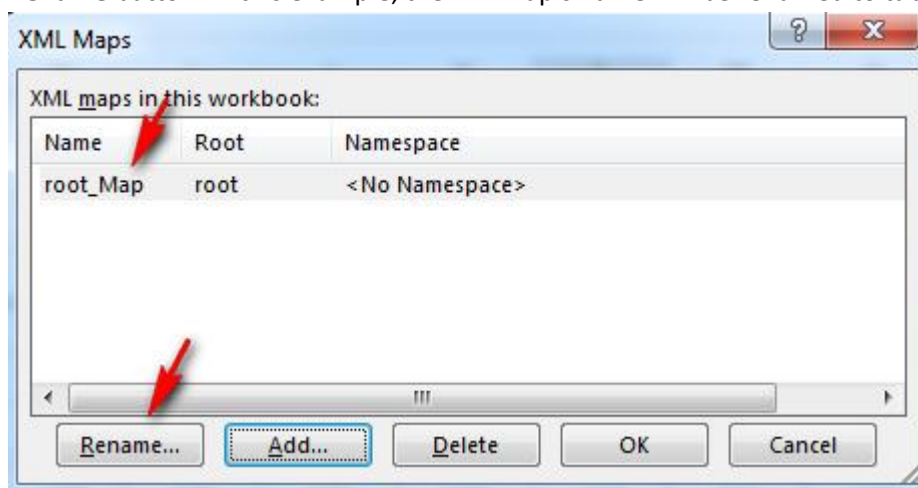 XML Maps
XML maps in this workbook:
Name Root Namespace
root_Map root <No Namespace>
Rename... Add... Delete OK Cancel